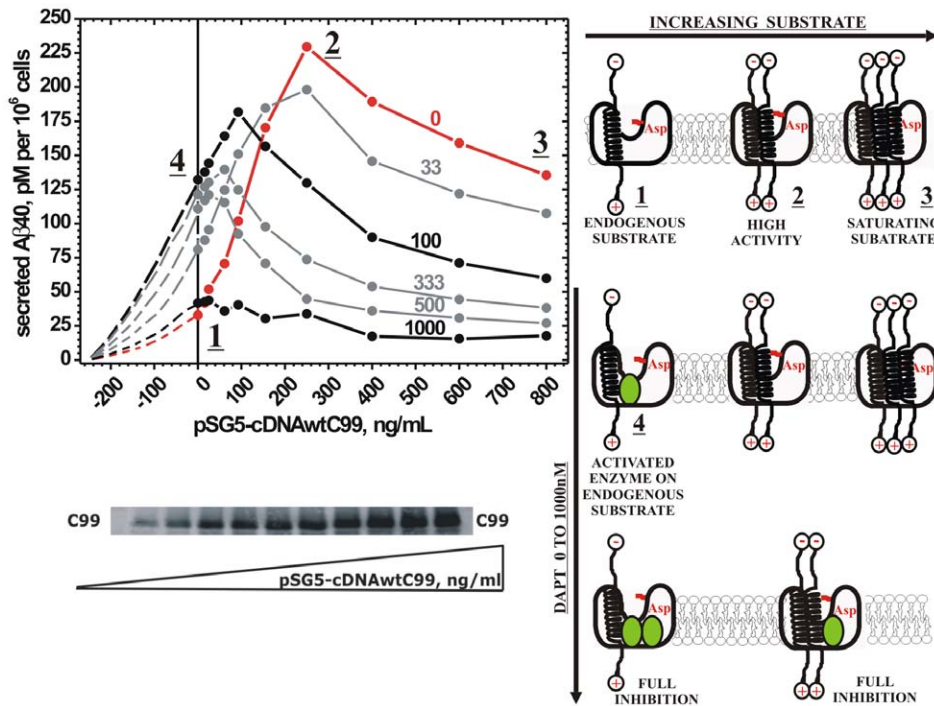 secreted Aβ40, pM per 10⁶ cells
225
200
175
150
125
100
75
50
25
0
-200
-100
0
100
200
300
400
500
600
700
800
pSG5-cDNAwtC99, ng/mL
1
2
3
4
0
33
100
333
500
1000
C99
C99
pSG5-cDNAwtC99, ng/ml
INCREASING SUBSTRATE
- - - - - -
Asp Asp Asp
+ + + + + +
1 2 3
ENDOGENOUS
SUBSTRATE
HIGH
ACTIVITY
SATURATING
SUBATRATE
DAPT 0 TO 1000nM
- - - - - -
Asp Asp Asp
+ + + + + +
4
ACTIVATED
ENZYME ON
ENDOGENOUS
SUBSTRATE
- - -
Asp Asp
+ + +
FULL
INHIBITION
FULL
INHIBITION